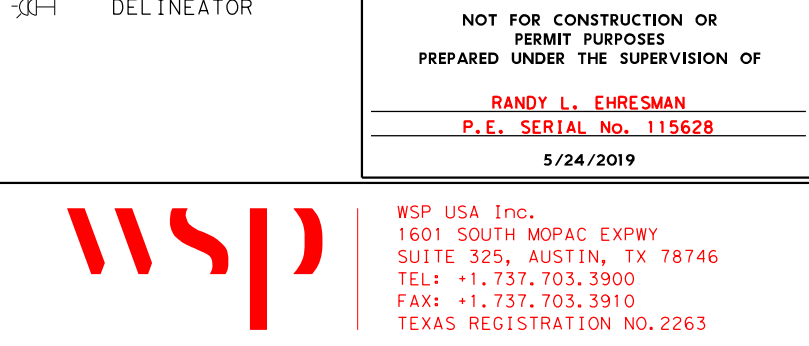 DELINEATOR
NOT FOR CONSTRUCTION OR
PERMIT PURPOSES
PREPARED UNDER THE SUPERVISION OF
RANDY L. EHRESMAN
P.E. SERIAL No. 115628
5/24/2019
wsp
WSP USA Inc.
1601 SOUTH MOPAC EXPWY
SUITE 325, AUSTIN, TX 78746
TEL: +1.737.703.3900
FAX: +1.737.703.3910
TEXAS REGISTRATION NO.2263